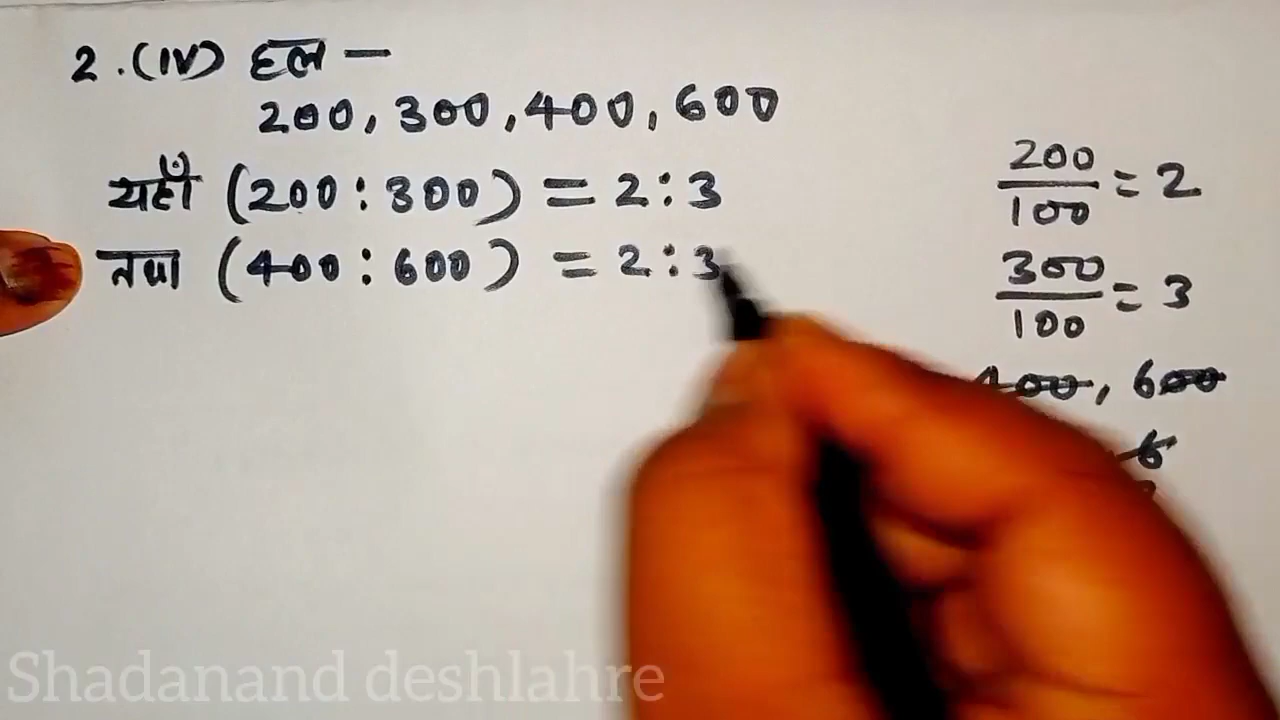 2.(IV) हल -
200, 300, 400, 600
यहाँ (200 : 300) = 2 : 3
तथा (400 : 600) = 2 : 3
200/100 = 2
300/100 = 3
400, 600
6
Shadanand deshlahre